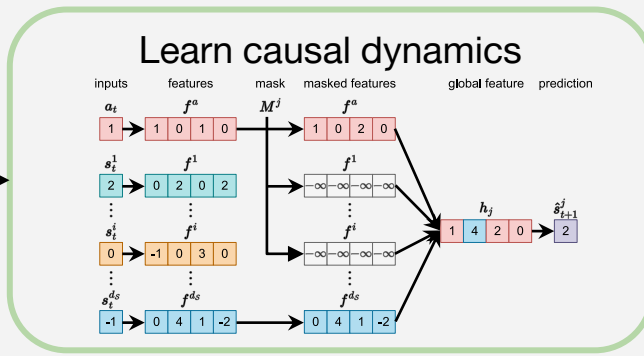 Learn causal dynamics
inputs features mask masked features global feature prediction
a_t f^a M^j f^a
1 1 0 1 0 1 0 2 0
s_t^1 f^1 f^1
2 0 2 0 2 −∞ −∞ −∞ −∞
⋮ ⋮ ⋮
s_t^i f^i f^i h_j ŝ_{t+1}^j
0 -1 0 3 0 −∞ −∞ −∞ −∞ 1 4 2 0 2
⋮ ⋮ ⋮
s_t^{d_S} f^{d_S} f^{d_S}
-1 0 4 1 -2 0 4 1 -2